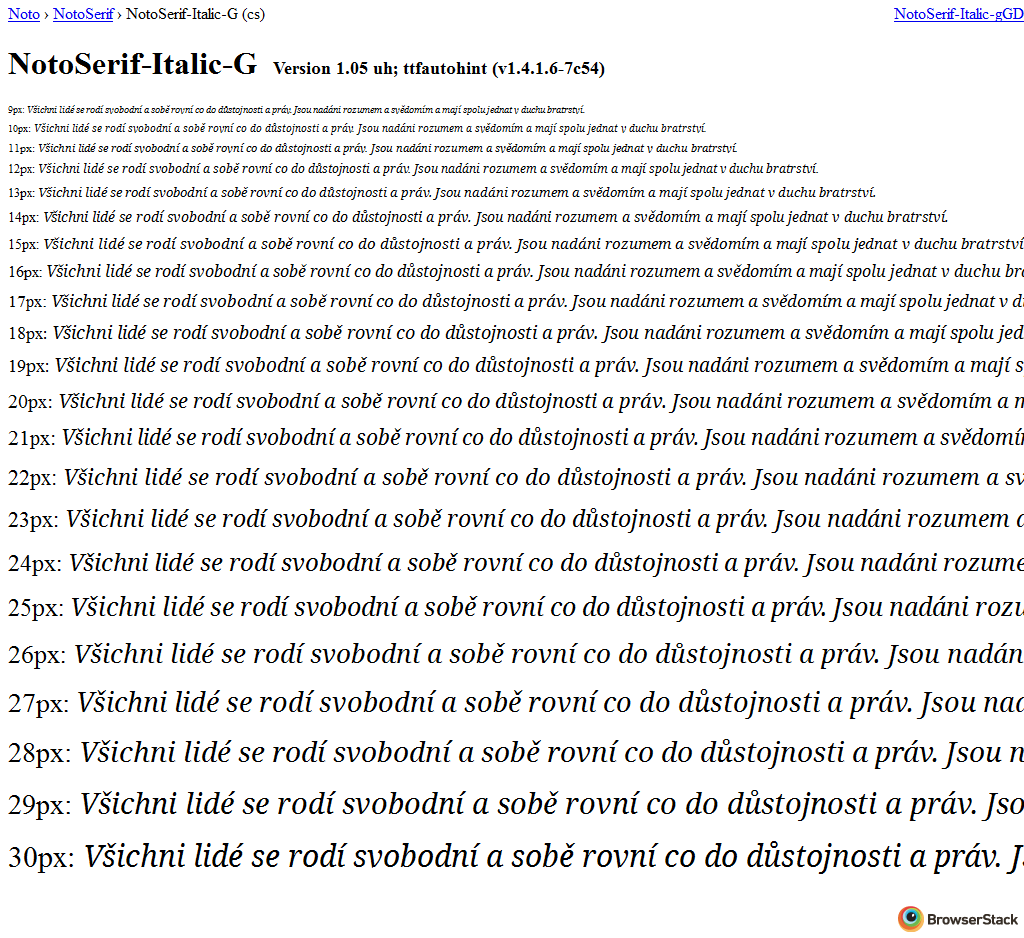 Noto › NotoSerif › NotoSerif-Italic-G (cs) NotoSerif-Italic-gGD
NotoSerif-Italic-G Version 1.05 uh; ttfautohint (v1.4.1.6-7c54)
9px: Všichni lidé se rodí svobodní a sobě rovní co do důstojnosti a práv. Jsou nadáni rozumem a svědomím a mají spolu jednat v duchu bratrství.
10px: Všichni lidé se rodí svobodní a sobě rovní co do důstojnosti a práv. Jsou nadáni rozumem a svědomím a mají spolu jednat v duchu bratrství.
11px: Všichni lidé se rodí svobodní a sobě rovní co do důstojnosti a práv. Jsou nadáni rozumem a svědomím a mají spolu jednat v duchu bratrství.
12px: Všichni lidé se rodí svobodní a sobě rovní co do důstojnosti a práv. Jsou nadáni rozumem a svědomím a mají spolu jednat v duchu bratrství.
13px: Všichni lidé se rodí svobodní a sobě rovní co do důstojnosti a práv. Jsou nadáni rozumem a svědomím a mají spolu jednat v duchu bratrství.
14px: Všichni lidé se rodí svobodní a sobě rovní co do důstojnosti a práv. Jsou nadáni rozumem a svědomím a mají spolu jednat v duchu bratrství.
15px: Všichni lidé se rodí svobodní a sobě rovní co do důstojnosti a práv. Jsou nadáni rozumem a svědomím a mají spolu jednat v duchu bratrství
16px: Všichni lidé se rodí svobodní a sobě rovní co do důstojnosti a práv. Jsou nadáni rozumem a svědomím a mají spolu jednat v duchu br
17px: Všichni lidé se rodí svobodní a sobě rovní co do důstojnosti a práv. Jsou nadáni rozumem a svědomím a mají spolu jednat v d
18px: Všichni lidé se rodí svobodní a sobě rovní co do důstojnosti a práv. Jsou nadáni rozumem a svědomím a mají spolu jed
19px: Všichni lidé se rodí svobodní a sobě rovní co do důstojnosti a práv. Jsou nadáni rozumem a svědomím a mají s
20px: Všichni lidé se rodí svobodní a sobě rovní co do důstojnosti a práv. Jsou nadáni rozumem a svědomím a m
21px: Všichni lidé se rodí svobodní a sobě rovní co do důstojnosti a práv. Jsou nadáni rozumem a svědomí
22px: Všichni lidé se rodí svobodní a sobě rovní co do důstojnosti a práv. Jsou nadáni rozumem a sv
23px: Všichni lidé se rodí svobodní a sobě rovní co do důstojnosti a práv. Jsou nadáni rozumem a
24px: Všichni lidé se rodí svobodní a sobě rovní co do důstojnosti a práv. Jsou nadáni rozume
25px: Všichni lidé se rodí svobodní a sobě rovní co do důstojnosti a práv. Jsou nadáni rozu
26px: Všichni lidé se rodí svobodní a sobě rovní co do důstojnosti a práv. Jsou nadán
27px: Všichni lidé se rodí svobodní a sobě rovní co do důstojnosti a práv. Jsou nad
28px: Všichni lidé se rodí svobodní a sobě rovní co do důstojnosti a práv. Jsou n
29px: Všichni lidé se rodí svobodní a sobě rovní co do důstojnosti a práv. Jso
30px: Všichni lidé se rodí svobodní a sobě rovní co do důstojnosti a práv. J
BrowserStack